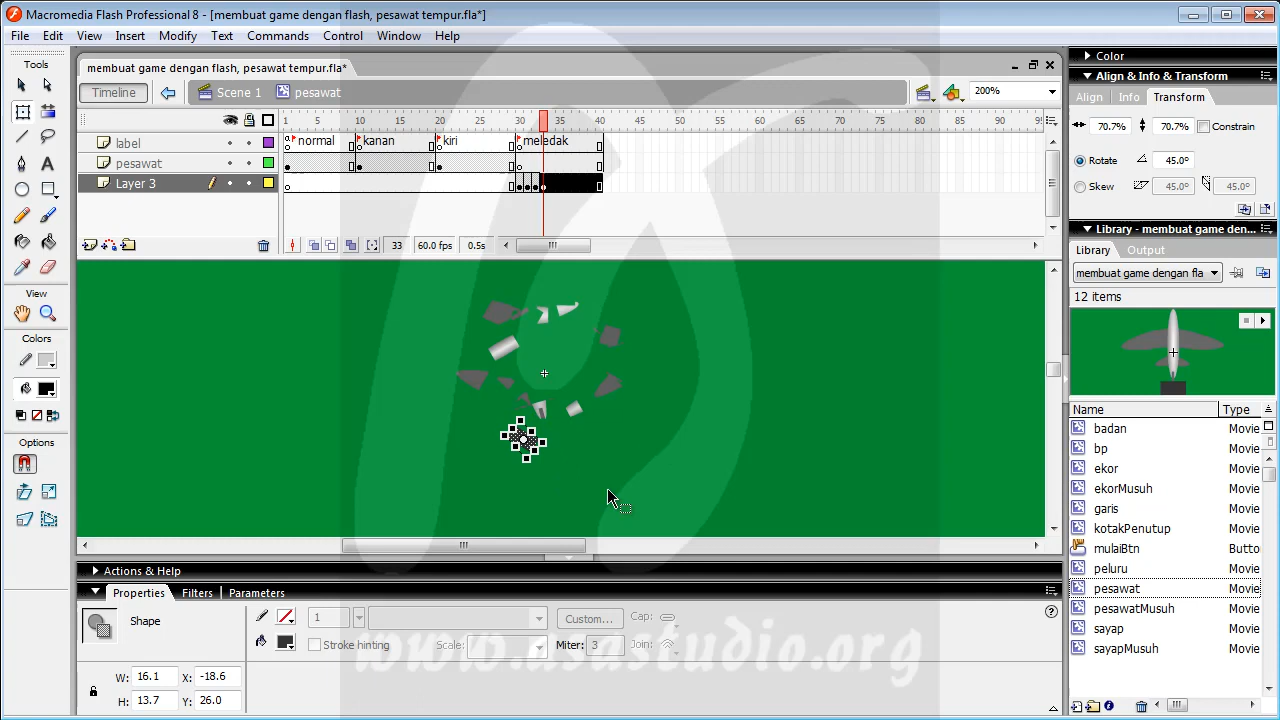 Macromedia Flash Professional 8 - [membuat game dengan flash, pesawat tempur.fla*]
File Edit View Insert Modify Text Commands Control Window Help
Tools
View
Colors
Options
membuat game dengan flash, pesawat tempur.fla*
Timeline Scene 1 pesawat 200%
1 5 10 15 20 25 30 35 40 45 50 55 60 65 70 75 80 85 90 95
label normal kanan kiri meledak
pesawat
Layer 3
33 60.0 fps 0.5s
Actions & Help
Properties Filters Parameters
Shape 1 Custom... Cap:
Stroke hinting Scale: Miter: 3 Join:
W: 16.1 X: -18.6
H: 13.7 Y: 26.0
www.asastudio.org
Color
Align & Info & Transform
Align Info Transform
70.7% 70.7% Constrain
Rotate 45.0°
Skew 45.0° 45.0°
Library - membuat game den...
Library Output
membuat game dengan fla
12 items
Name Type
badan Movie
bp Movie
ekor Movie
ekorMusuh Movie
garis Movie
kotakPenutup Movie
mulaiBtn Butto
peluru Movie
pesawat Movie
pesawatMusuh Movie
sayap Movie
sayapMusuh Movie